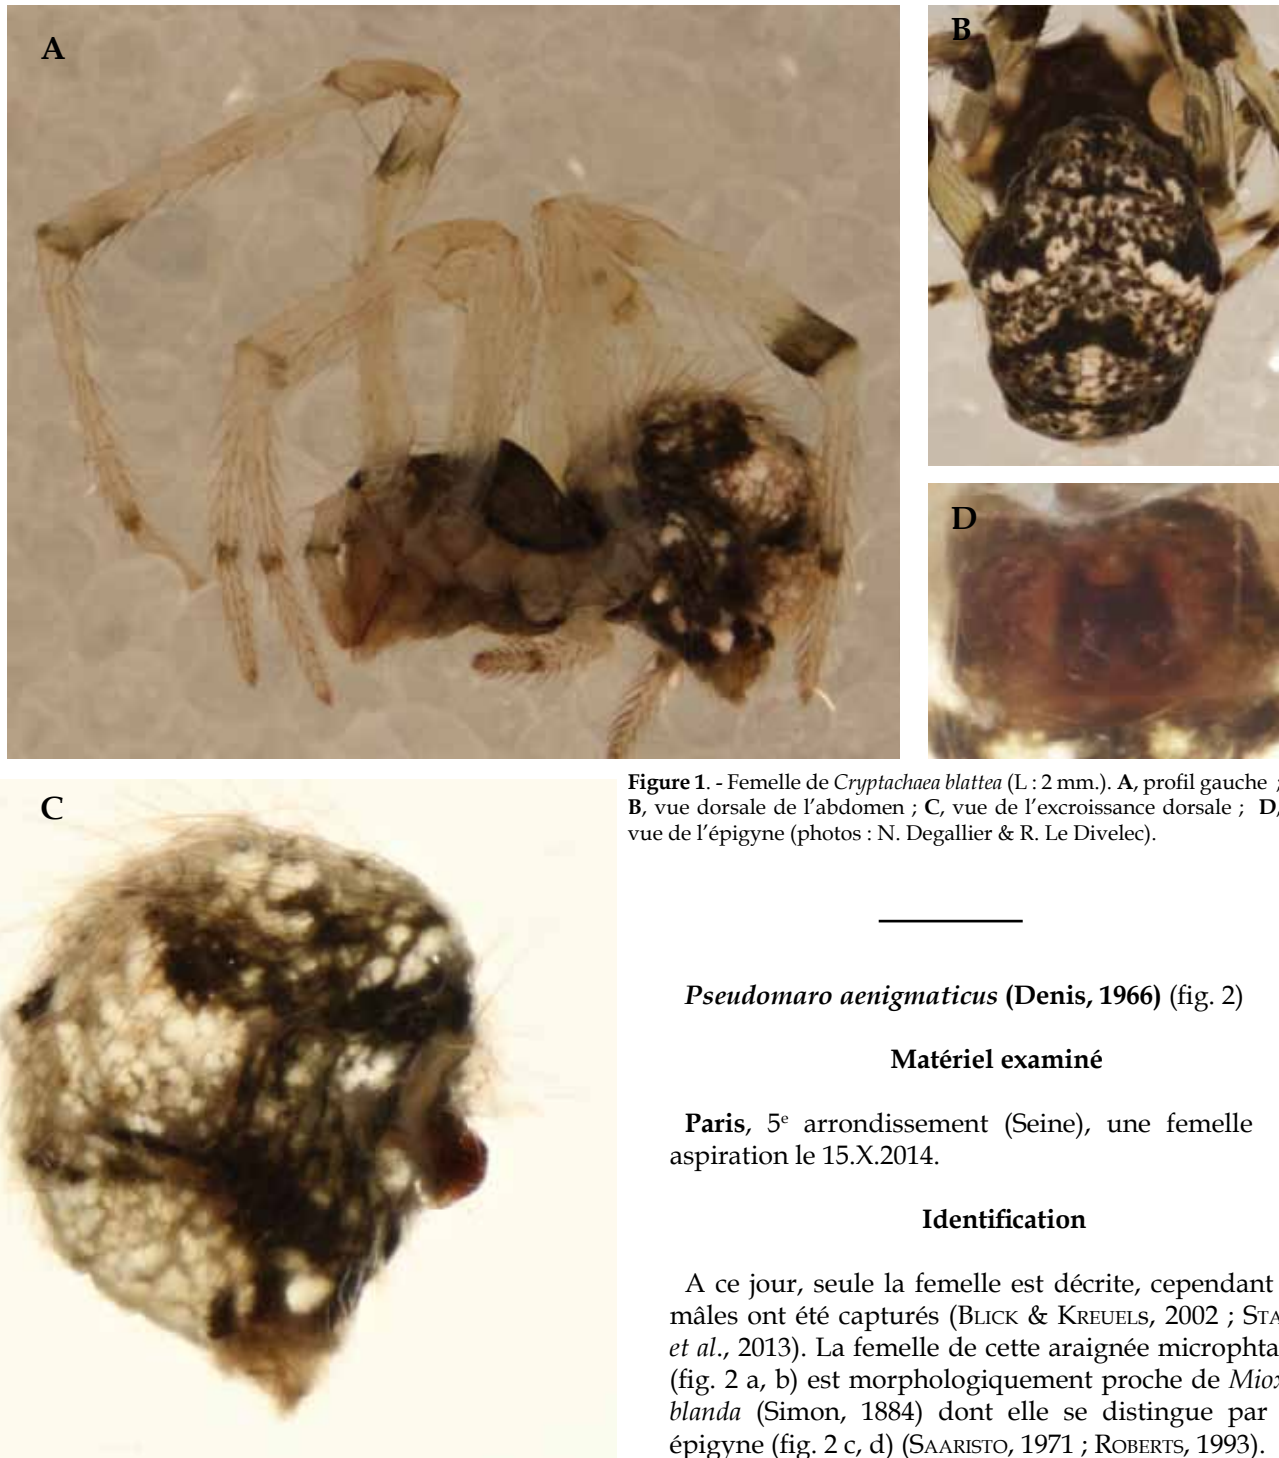 A
B
D
C
Figure 1. - Femelle de Cryptachaea blattea (L : 2 mm.). A, profil gauche ;
B, vue dorsale de l'abdomen ; C, vue de l'excroissance dorsale ; D,
vue de l'épigyne (photos : N. Degallier & R. Le Divelec).
Pseudomaro aenigmaticus (Denis, 1966) (fig. 2)
Matériel examiné
Paris, 5e arrondissement (Seine), une femelle
aspiration le 15.X.2014.
Identification
A ce jour, seule la femelle est décrite, cependant
mâles ont été capturés (BLICK & KREUELS, 2002 ;
et al., 2013). La femelle de cette araignée
(fig. 2 a, b) est morphologiquement proche de
blanda (Simon, 1884) dont elle se distingue par
épigyne (fig. 2 c, d) (SAARISTO, 1971 ; ROBERTS, 1993).